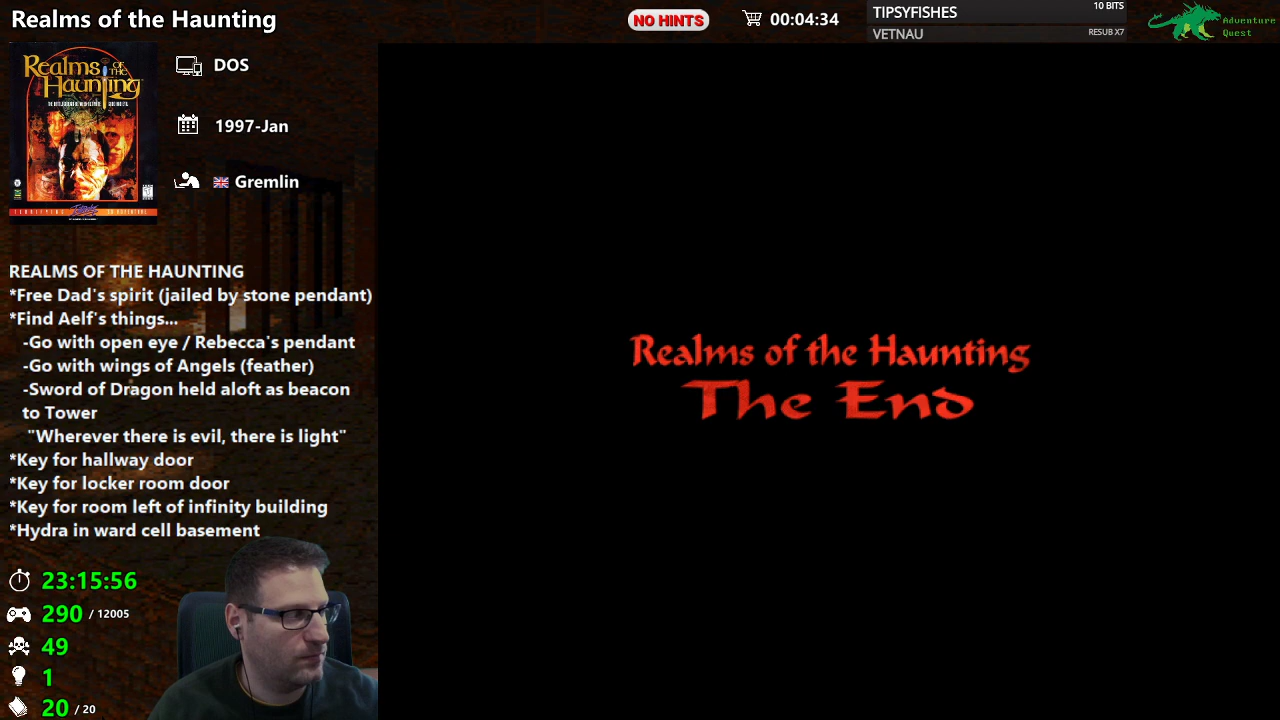 Realms of the Haunting
NO HINTS
00:04:34
TIPSYFISHES
10 BITS
VETNAU
RESUB X7
Adventure
Quest
Realms OF THE
Haunting
DOS
1997-Jan
Gremlin
REALMS OF THE HAUNTING
*Free Dad's spirit (jailed by stone pendant)
*Find Aelf's things...
-Go with open eye / Rebecca's pendant
-Go with wings of Angels (feather)
-Sword of Dragon held aloft as beacon
to Tower
"Wherever there is evil, there is light"
*Key for hallway door
*Key for locker room door
*Key for room left of infinity building
*Hydra in ward cell basement
23:15:56
290 / 12005
49
1
20 / 20
Realms of the Haunting
The End